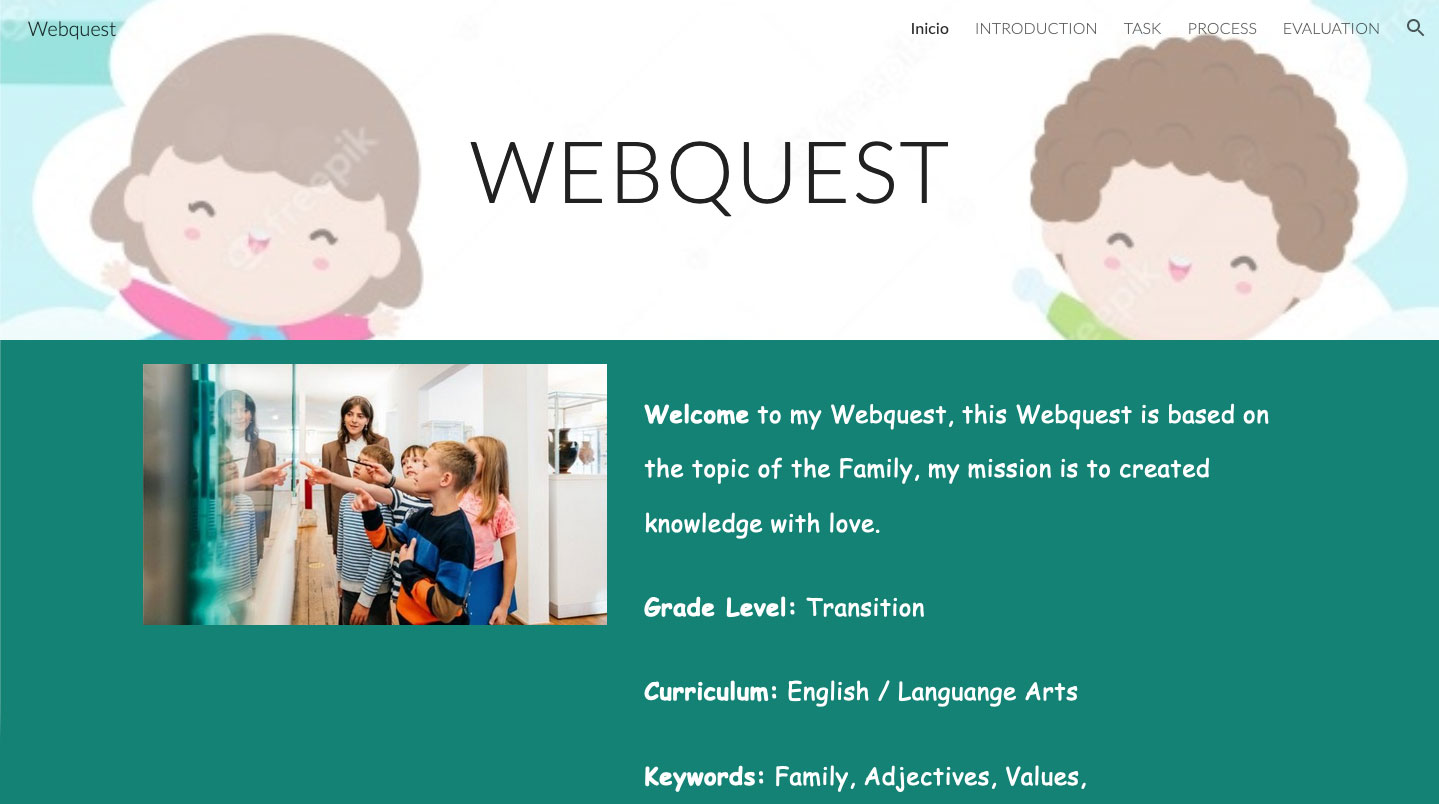 Webquest
Inicio
INTRODUCTION
TASK
PROCESS
EVALUATION
freepik
WEBQUEST
Welcome to my Webquest, this Webquest is based on
the topic of the Family, my mission is to created
knowledge with love.
Grade Level: Transition
Curriculum: English / Languange Arts
Keywords: Family, Adjectives, Values,